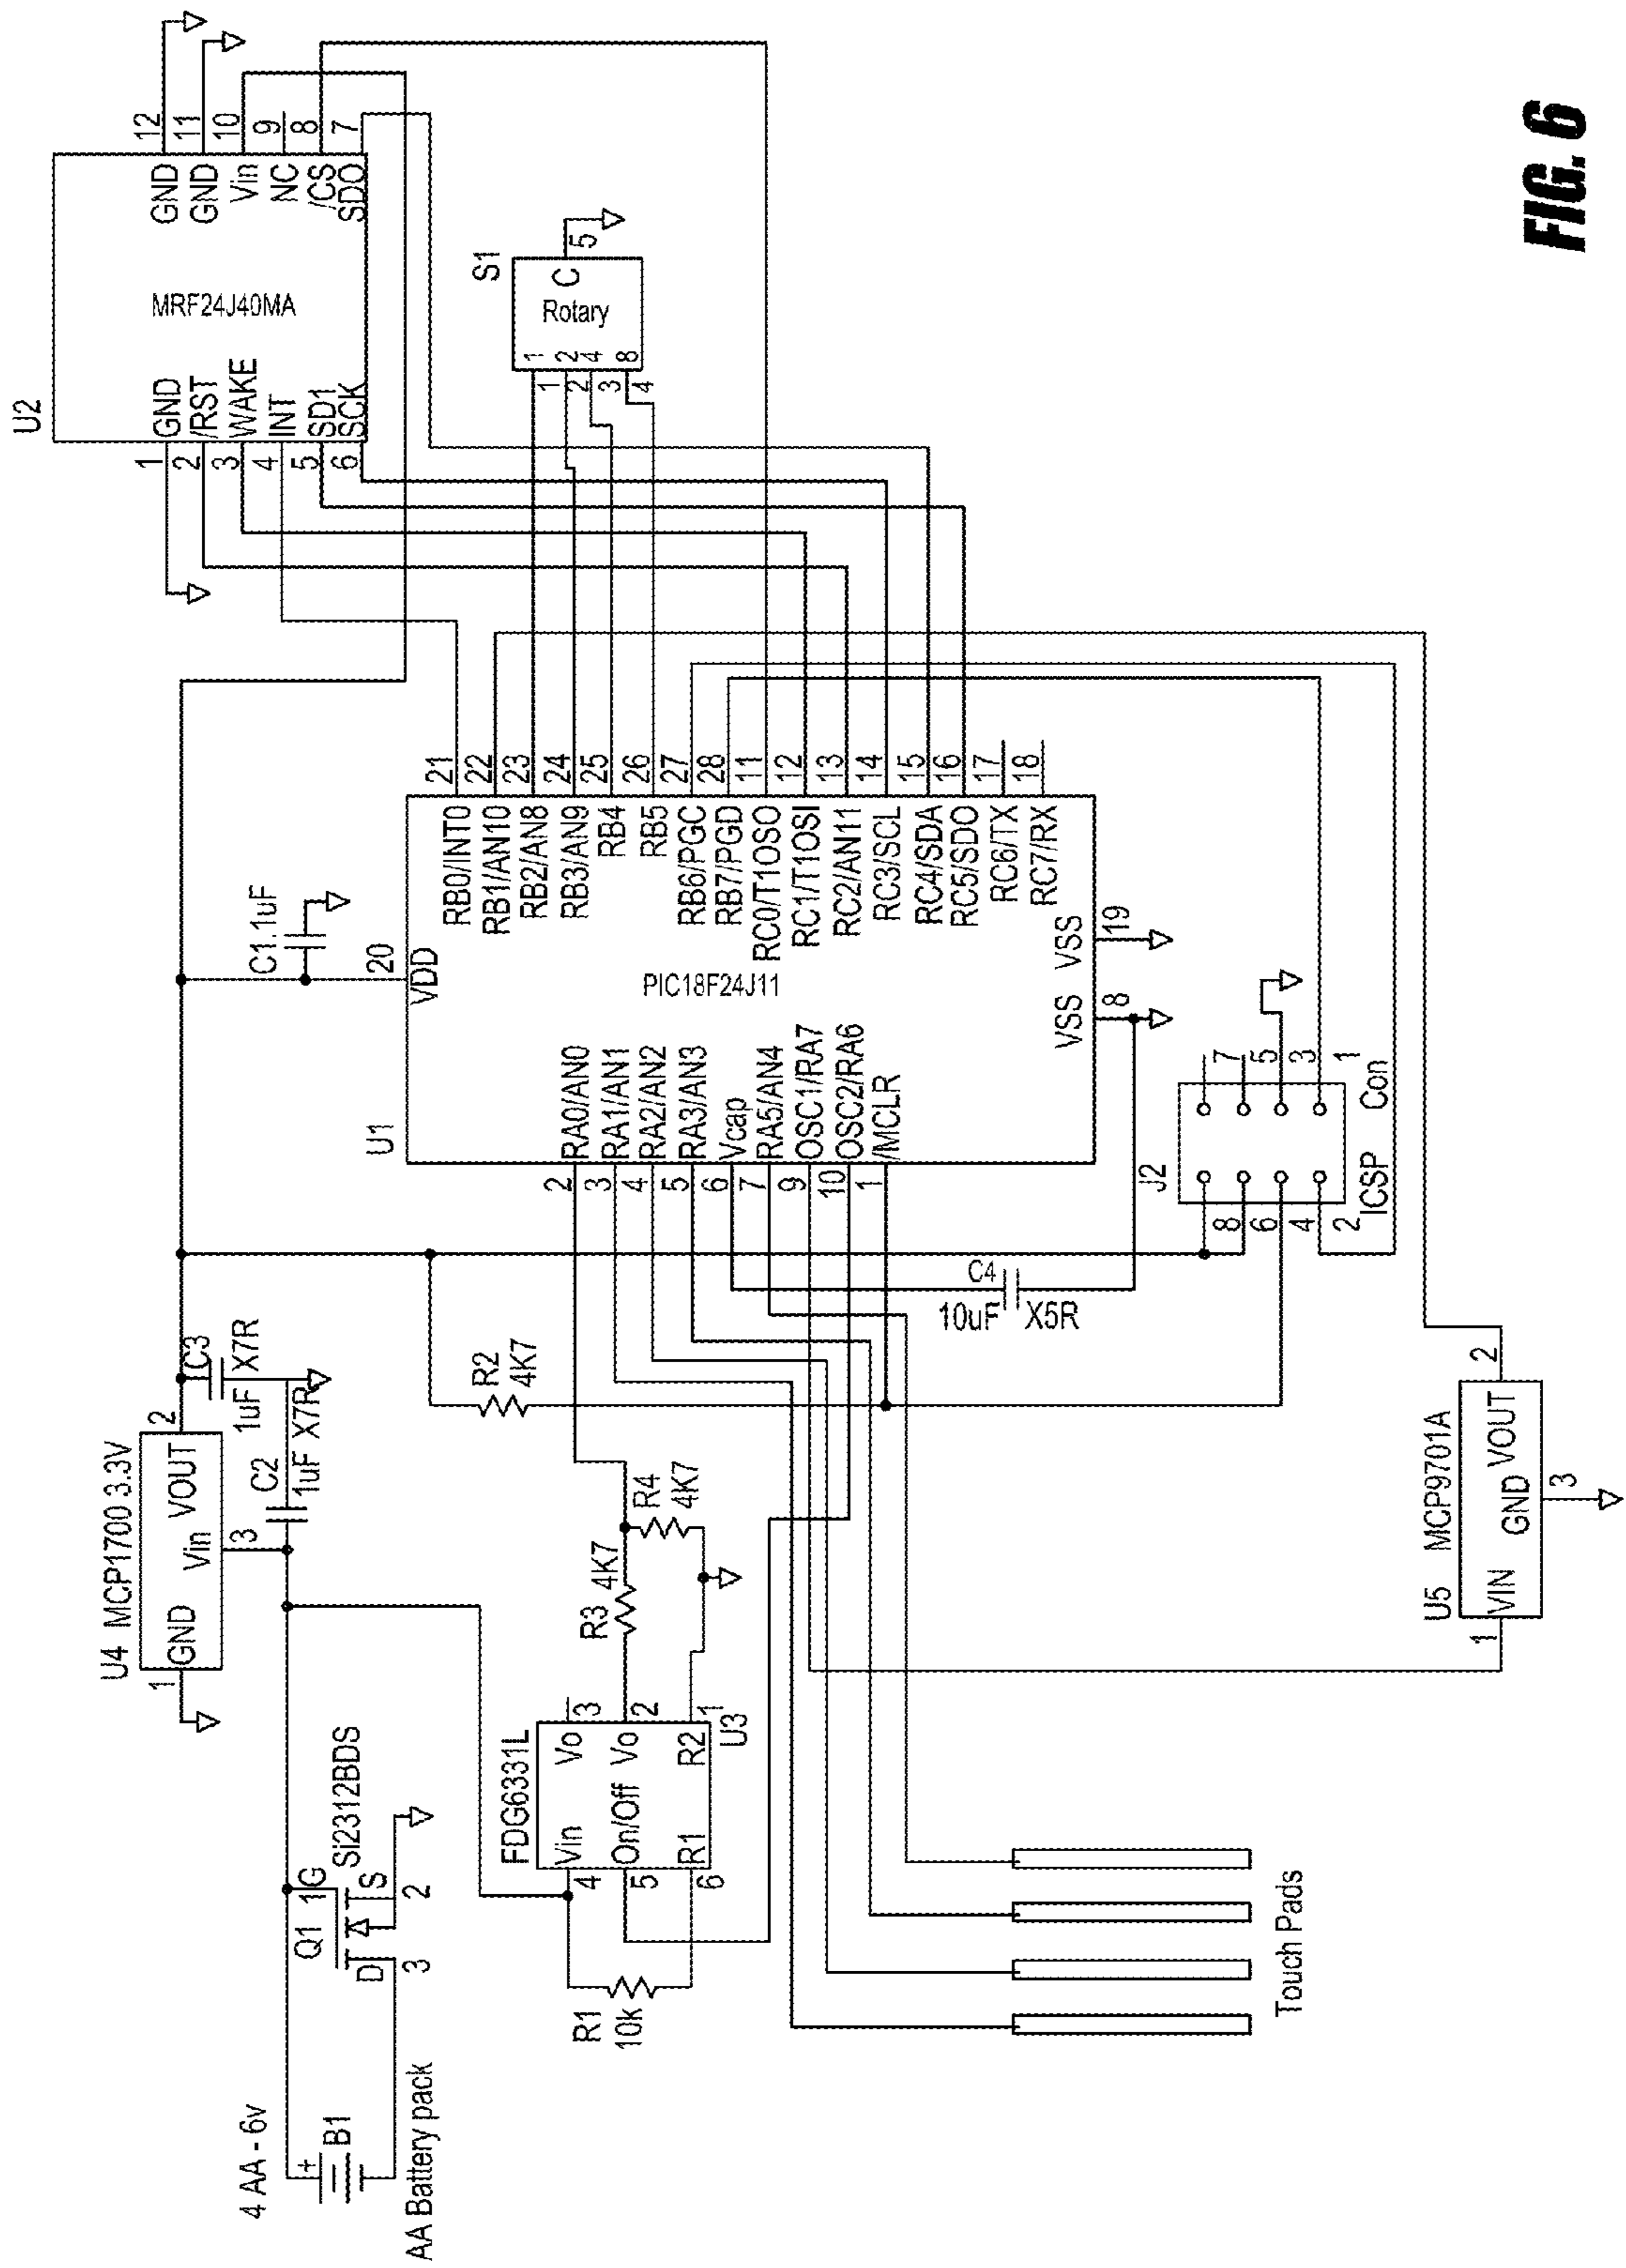 4 AA - 6v
+
B1
AA Battery pack
Q1
1G
D
S
3
2
Si2312BDS
U4 MCP1700 3.3V
GND
Vin
VOUT
1
3
2
C3
1uF X7R
C2
1uF X7R
FDG6331L
Vin
On/Off
R1
Vo
Vo
R2
4
5
6
3
2
1
U3
R1
10k
R3
4K7
R4
4K7
R2
4K7
Touch Pads
C1 .1uF
U1
PIC18F24J11
20
VDD
2
3
4
5
6
7
9
10
1
RA0/AN0
RA1/AN1
RA2/AN2
RA3/AN3
Vcap
RA5/AN4
OSC1/RA7
OSC2/RA6
/MCLR
RB0/INT0
RB1/AN10
RB2/AN8
RB3/AN9
RB4
RB5
RB6/PGC
RB7/PGD
RC0/T1OSO
RC1/T1OSI
RC2/AN11
RC3/SCL
RC4/SDA
RC5/SDO
RC6/TX
RC7/RX
21
22
23
24
25
26
27
28
11
12
13
14
15
16
17
18
VSS
VSS
8
19
C4
10uF
X5R
J2
8
6
4
2
7
5
3
1
ICSP
Con
U5 MCP9701A
VIN
GND
VOUT
1
3
2
U2
MRF24J40MA
GND
/RST
WAKE
INT
SD1
SCK
1
2
3
4
5
6
GND
GND
Vin
NC
/CS
SDO
12
11
10
9
8
7
S1
Rotary
C
5
1
2
4
8
1
2
3
4
FIG. 6